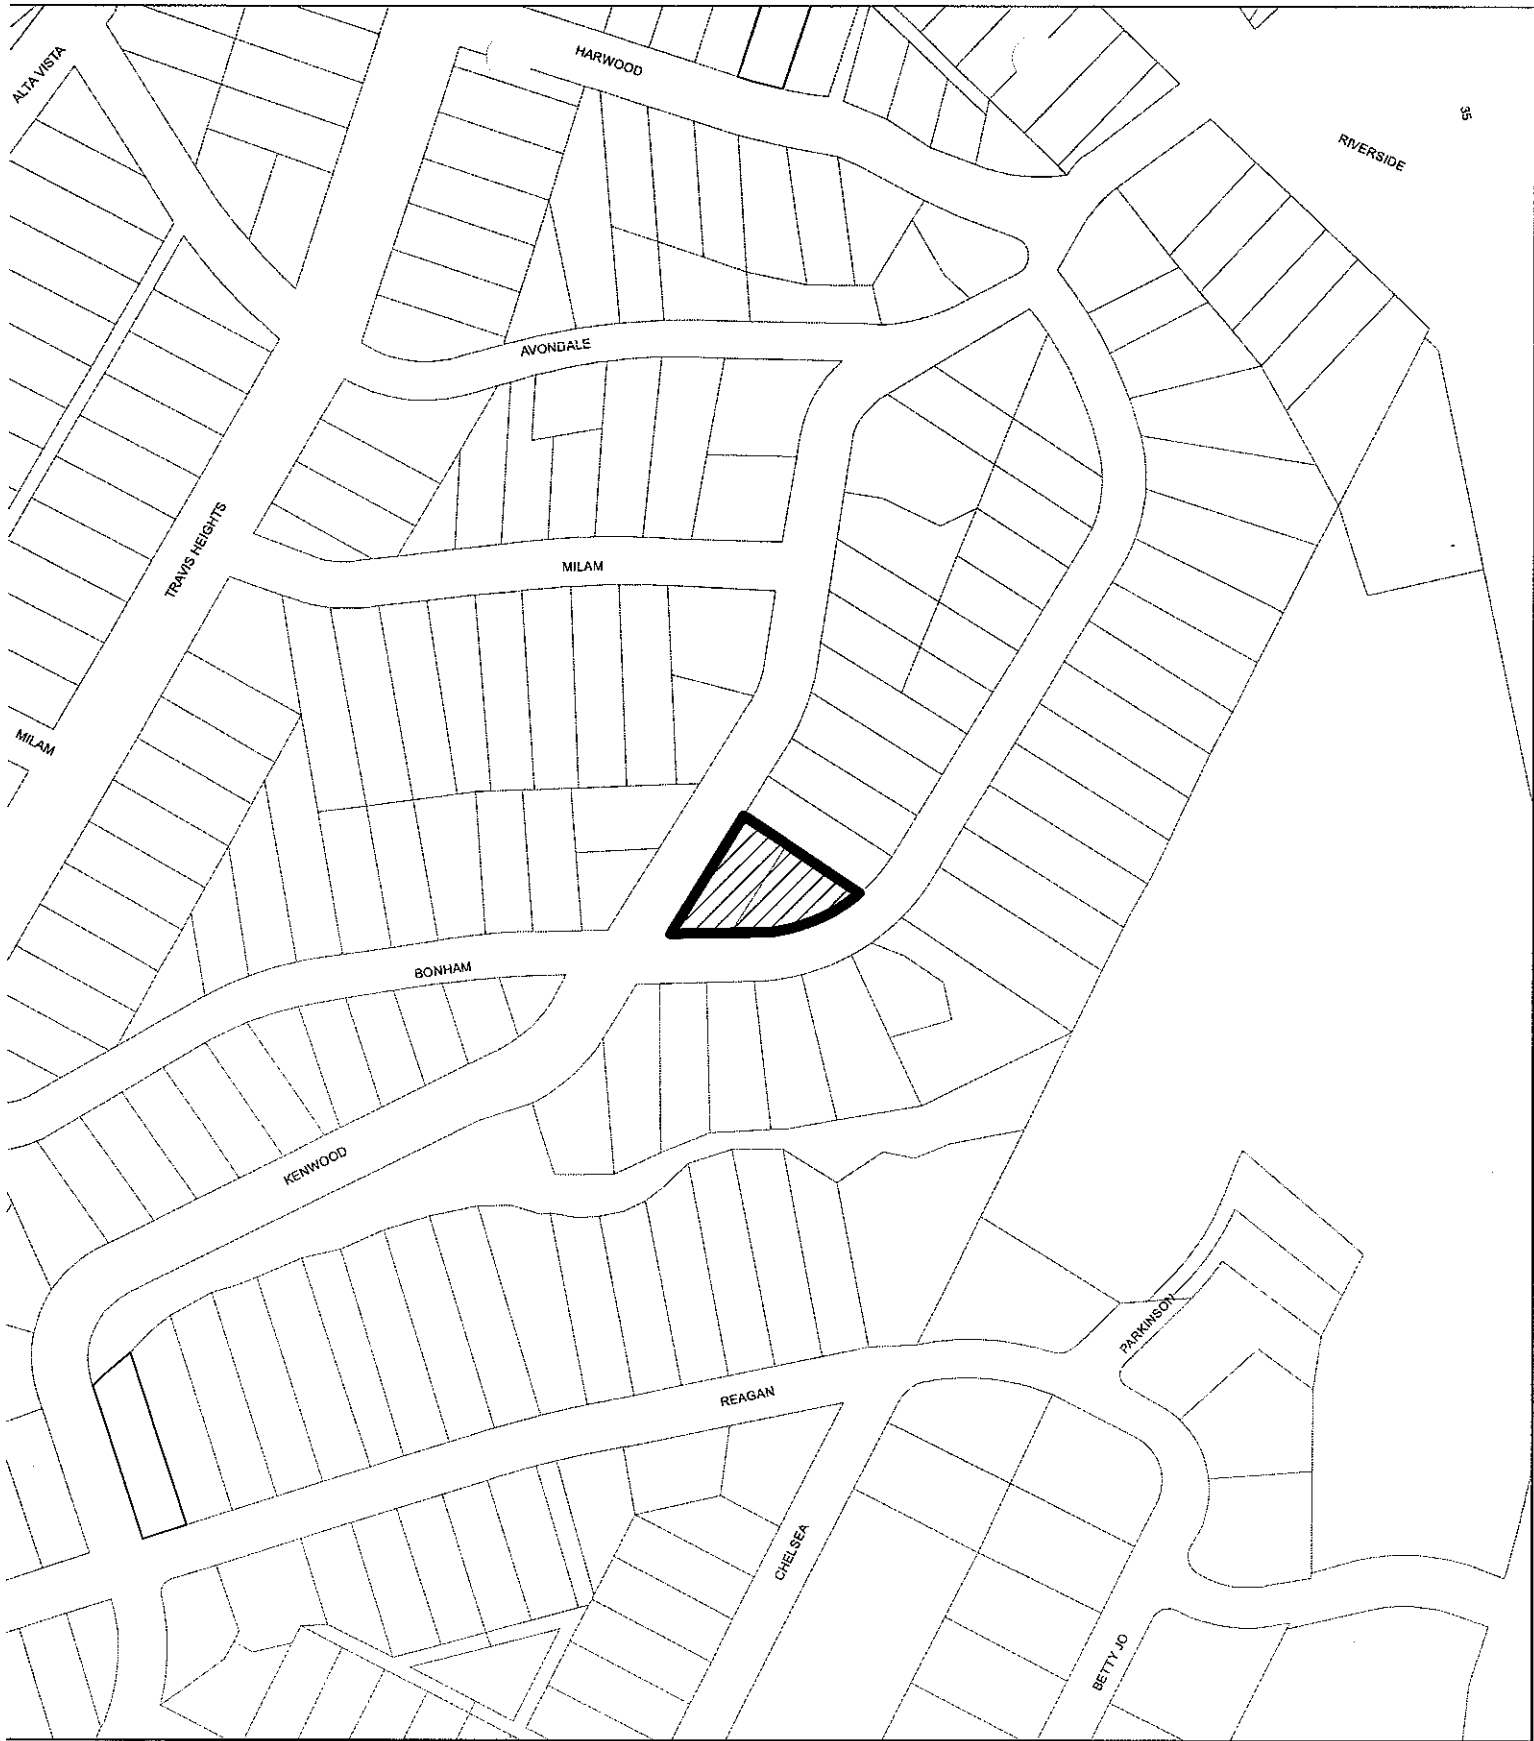 ALTA VISTA
HARWOOD
35
RIVERSIDE
AVONDALE
TRAVIS HEIGHTS
MILAM
MILAM
BONHAM
KENWOOD
PARKINSON
REAGAN
CHELSEA
BETTY JO